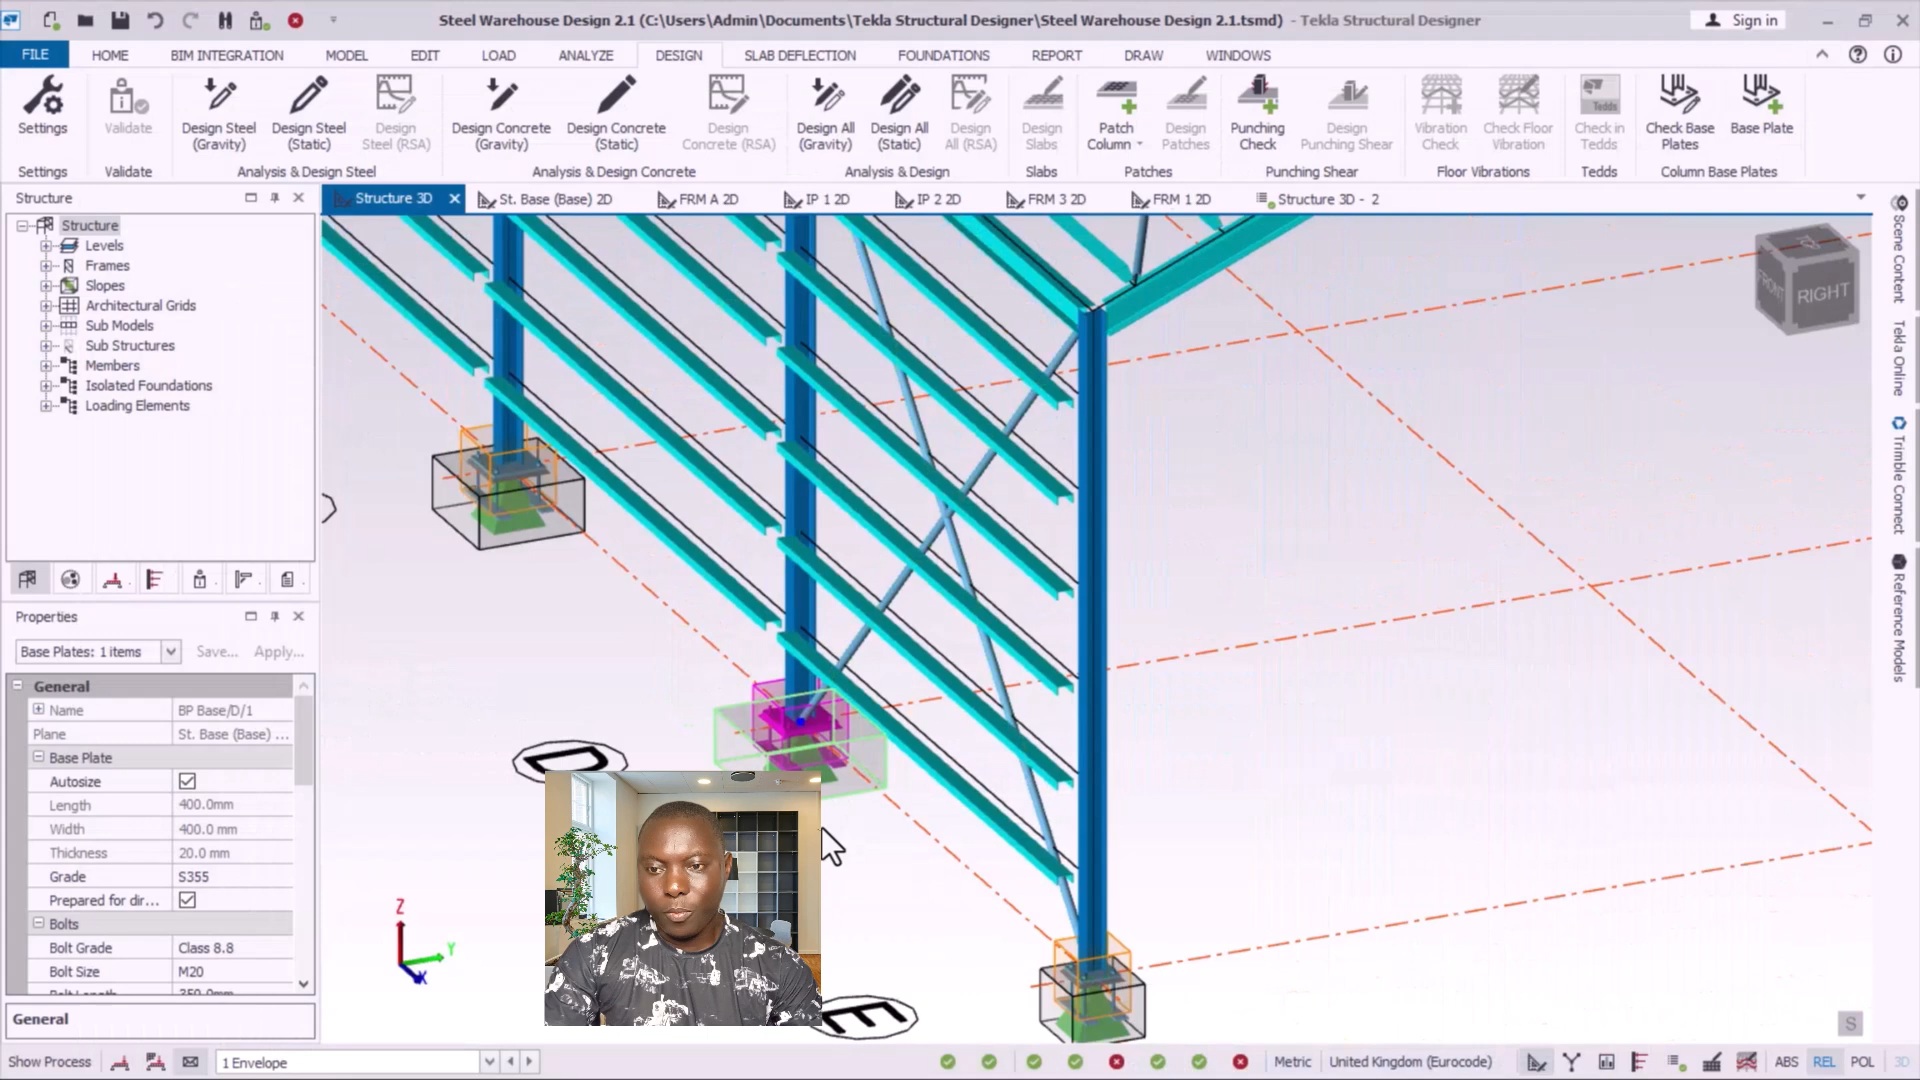 Steel Warehouse Design 2.1 (C:\Users\Admin\Documents\Tekla Structural Designer\Steel Warehouse Design 2.1.tsmd) - Tekla Structural Designer
Sign in
FILE HOME BIM INTEGRATION MODEL EDIT LOAD ANALYZE DESIGN SLAB DEFLECTION FOUNDATIONS REPORT DRAW WINDOWS
Settings
Validate
Design Steel (Gravity)
Design Steel (Static)
Design Steel (RSA)
Design Concrete (Gravity)
Design Concrete (Static)
Design Concrete (RSA)
Design All (Gravity)
Design All (Static)
Design All (RSA)
Design Slabs
Patch Column
Design Patches
Punching Check
Design Punching Shear
Vibration Check
Check Floor Vibration
Tedds
Check in Tedds
Check Base Plates
Base Plate
Settings Validate Analysis & Design Steel Analysis & Design Concrete Analysis & Design Slabs Patches Punching Shear Floor Vibrations Tedds Column Base Plates
Structure
Structure 3D St. Base (Base) 2D FRM A 2D IP 1 2D IP 2 2D FRM 3 2D FRM 1 2D Structure 3D - 2
Structure
Levels
Frames
Slopes
Architectural Grids
Sub Models
Sub Structures
Members
Isolated Foundations
Loading Elements
Properties
Base Plates: 1 items Save... Apply...
General
Name BP Base/D/1
Plane St. Base (Base) ...
Base Plate
Autosize
Length 400.0mm
Width 400.0 mm
Thickness 20.0 mm
Grade S355
Prepared for dir...
Bolts
Bolt Grade Class 8.8
Bolt Size M20
Bolt Length 350.0mm
General
FRONT RIGHT
D
E
Z
Y
X
S
Scene Content
Tekla Online
Trimble Connect
Reference Models
Show Process 1 Envelope Metric United Kingdom (Eurocode) ABS REL POL 3D